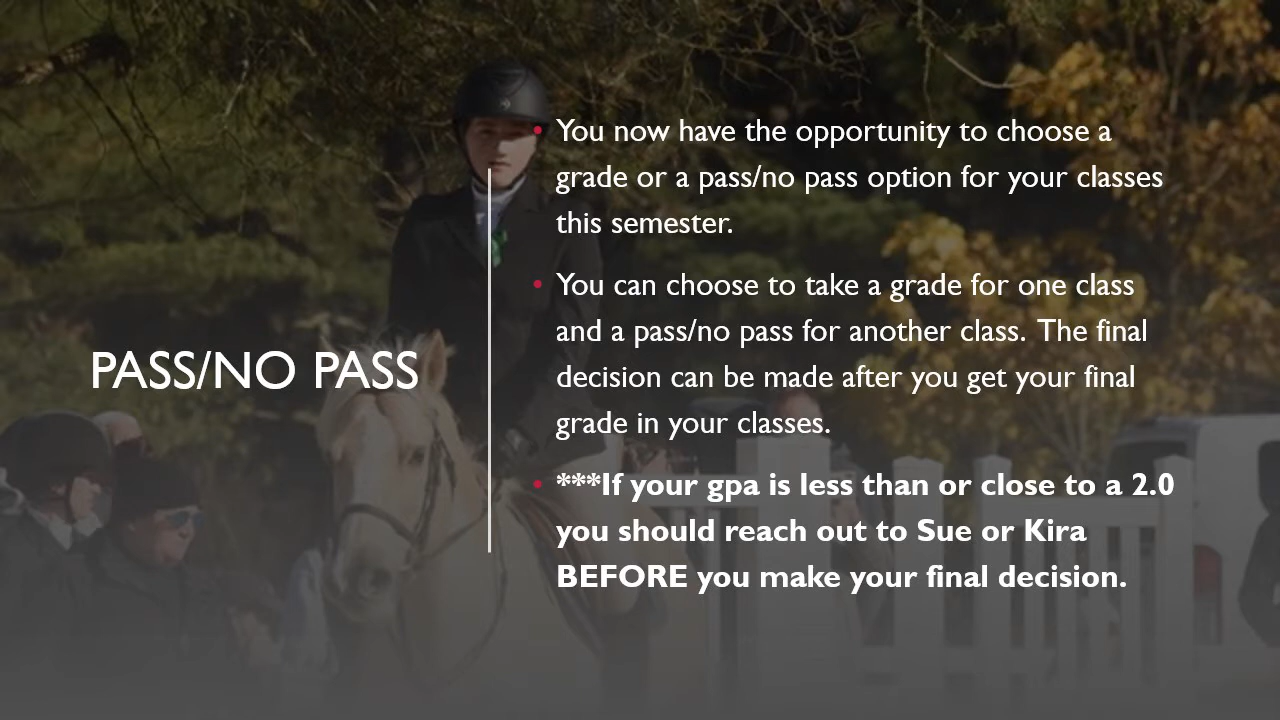 PASS/NO PASS
• You now have the opportunity to choose a
grade or a pass/no pass option for your classes
this semester.
• You can choose to take a grade for one class
and a pass/no pass for another class. The final
decision can be made after you get your final
grade in your classes.
• ***If your gpa is less than or close to a 2.0
you should reach out to Sue or Kira
BEFORE you make your final decision.